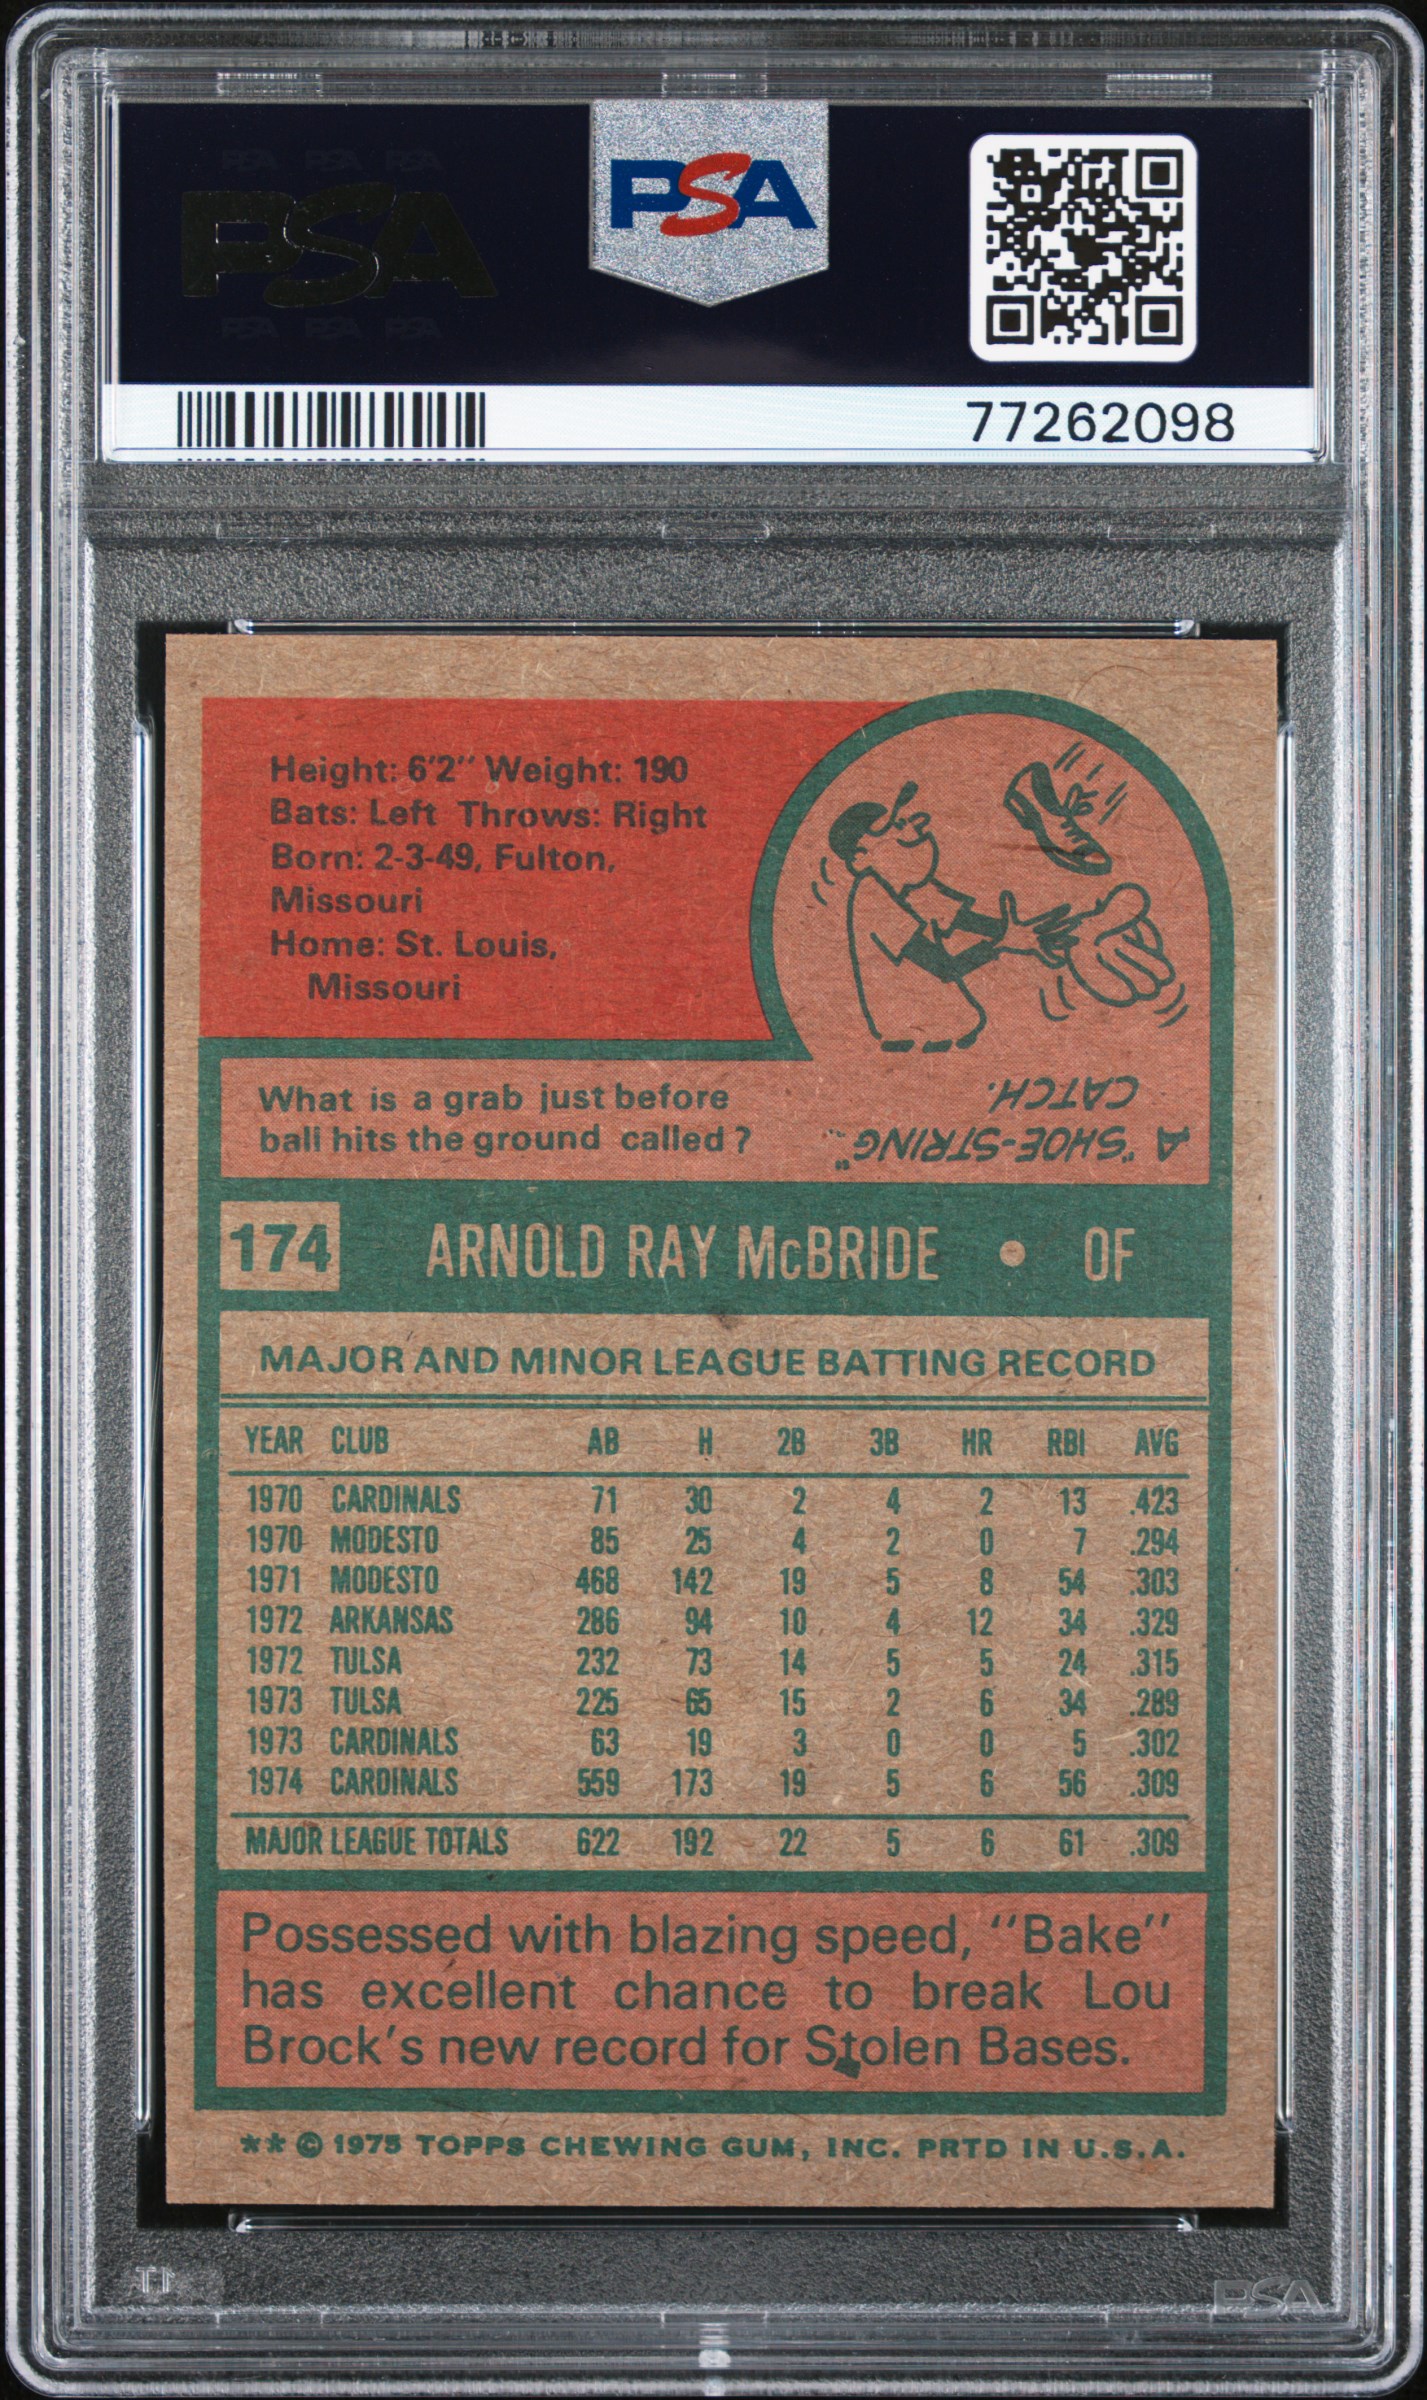 PSA PSA PSA
PSA
PSA PSA PSA
PSA
77262098
Height: 6'2" Weight: 190
Bats: Left Throws: Right
Born: 2-3-49, Fulton,
Missouri
Home: St. Louis,
Missouri
What is a grab just before
ball hits the ground called?
A "SHOE-STRING"
CATCH.
174 ARNOLD RAY McBRIDE • OF
MAJOR AND MINOR LEAGUE BATTING RECORD
YEAR CLUB AB H 2B 3B HR RBI AVG
1970 CARDINALS 71 30 2 4 2 13 .423
1970 MODESTO 85 25 4 2 0 7 .294
1971 MODESTO 468 142 19 5 8 54 .303
1972 ARKANSAS 286 94 10 4 12 34 .329
1972 TULSA 232 73 14 5 5 24 .315
1973 TULSA 225 65 15 2 6 34 .289
1973 CARDINALS 63 19 3 0 0 5 .302
1974 CARDINALS 559 173 19 5 6 56 .309
MAJOR LEAGUE TOTALS 622 192 22 5 6 61 .309
Possessed with blazing speed, "Bake"
has excellent chance to break Lou
Brock's new record for Stolen Bases.
** © 1975 TOPPS CHEWING GUM, INC. PRTD IN U.S.A.
PSA